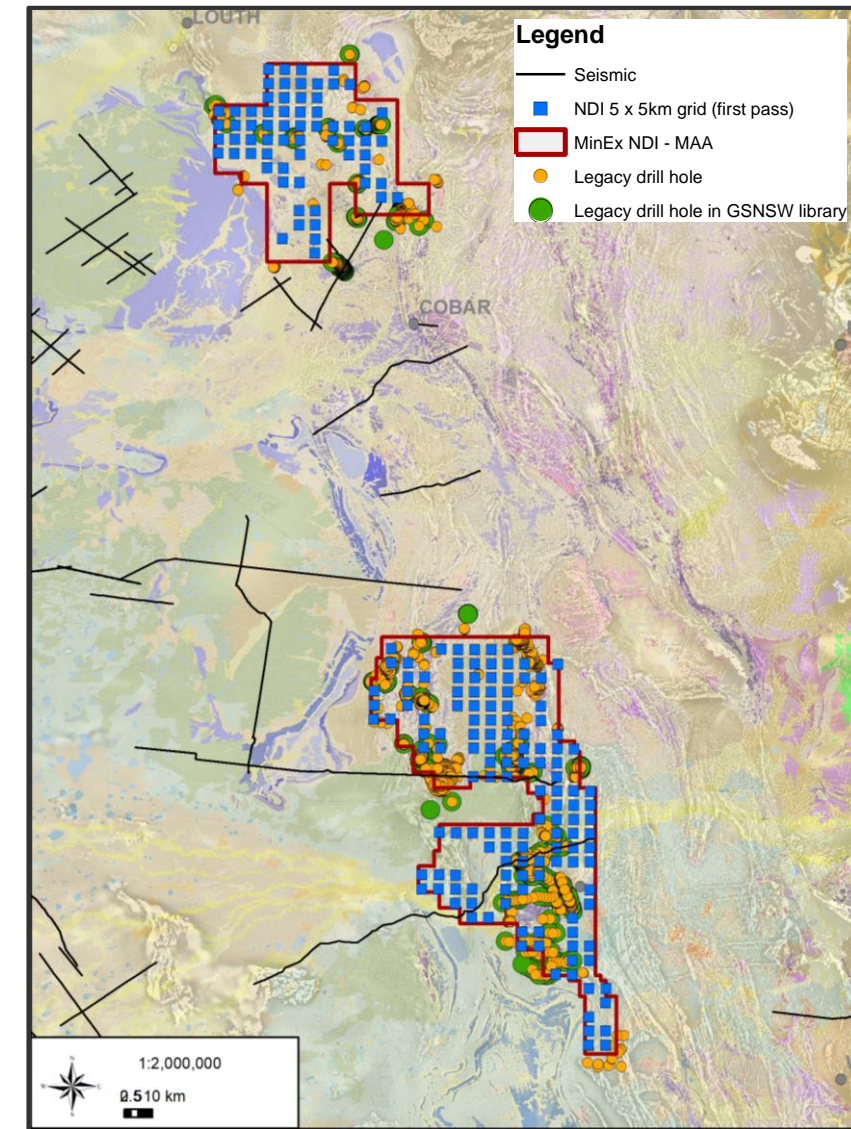 LOUTH
Legend
Seismic
NDI 5 x 5km grid (first pass)
MinEx NDI - MAA
Legacy drill hole
Legacy drill hole in GSNSW library
COBAR
1:2,000,000
N
W
E
S
10 km